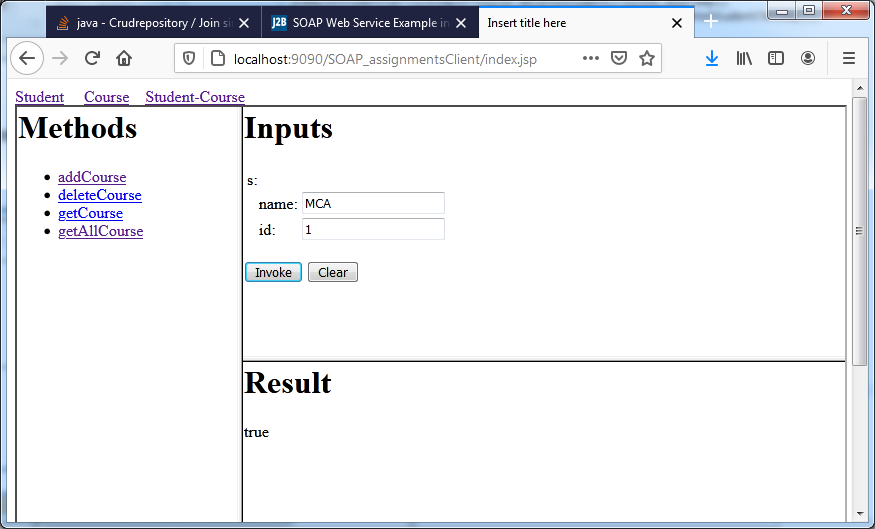 java - Crudrepository / Join si
J2B SOAP Web Service Example in
Insert title here
localhost:9090/SOAP_assignmentsClient/index.jsp
Student Course Student-Course
Methods
addCourse
deleteCourse
getCourse
getAllCourse
Inputs
s:
name: MCA
id: 1
Invoke Clear
Result
true